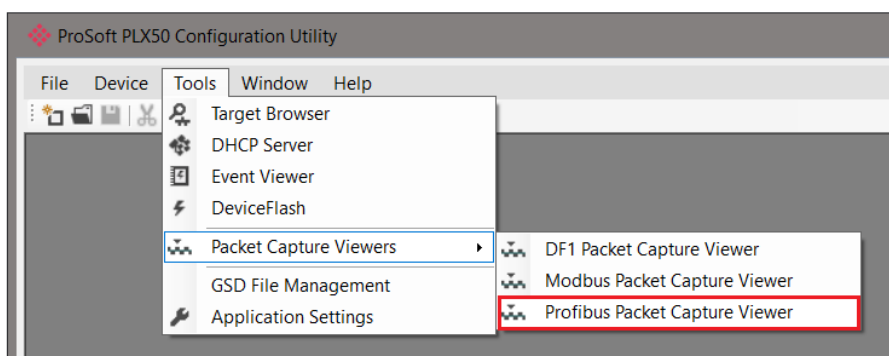 ProSoft PLX50 Configuration Utility
File Device Tools Window Help
Target Browser
DHCP Server
Event Viewer
DeviceFlash
Packet Capture Viewers
DF1 Packet Capture Viewer
Modbus Packet Capture Viewer
Profibus Packet Capture Viewer
GSD File Management
Application Settings